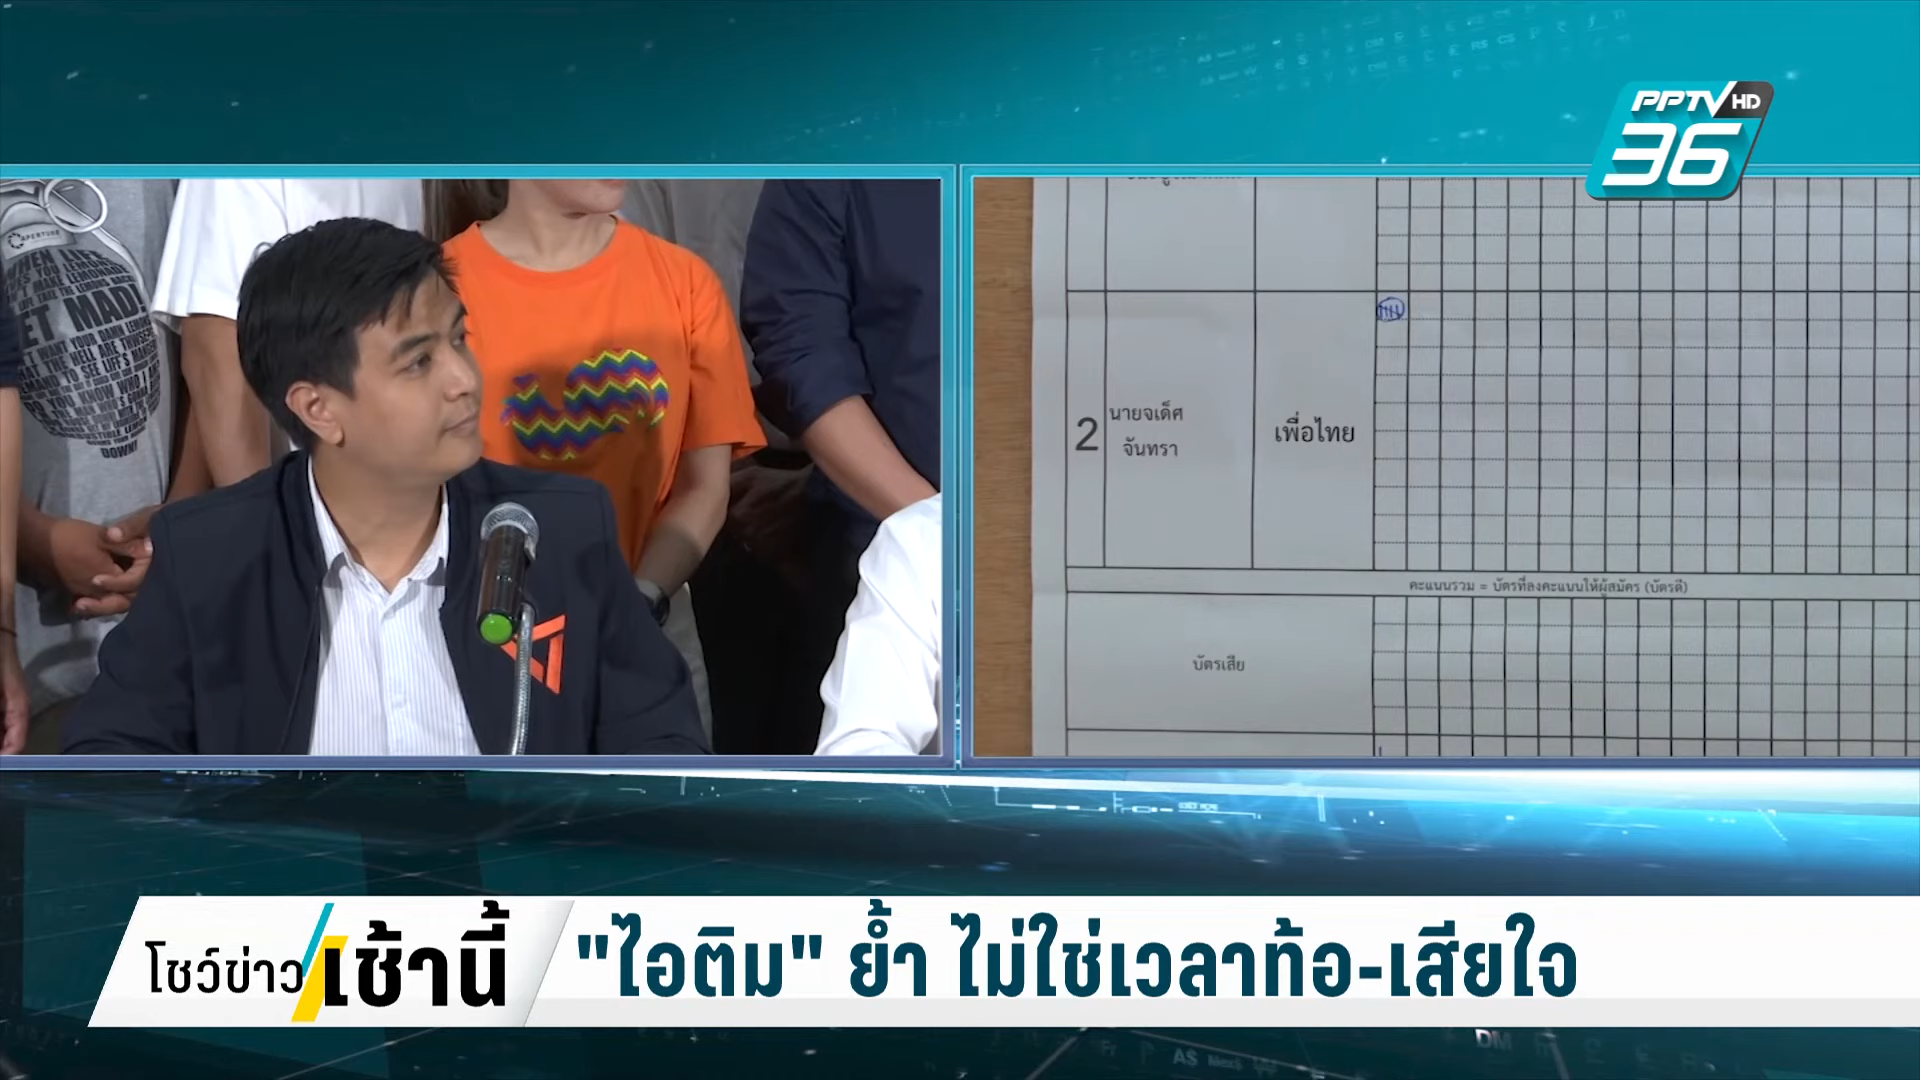 PPTV HD
36
APERTURE
MAD!
DOWN!
2
นายจเด็ศ
จันทรา
เพื่อไทย
คะแนนรวม = บัตรที่ลงคะแนนให้ผู้สมัคร (บัตรดี)
บัตรเสีย
โชว์ข่าวเช้านี้
"ไอติม" ย้ำ ไม่ใช่เวลาท้อ-เสียใจ